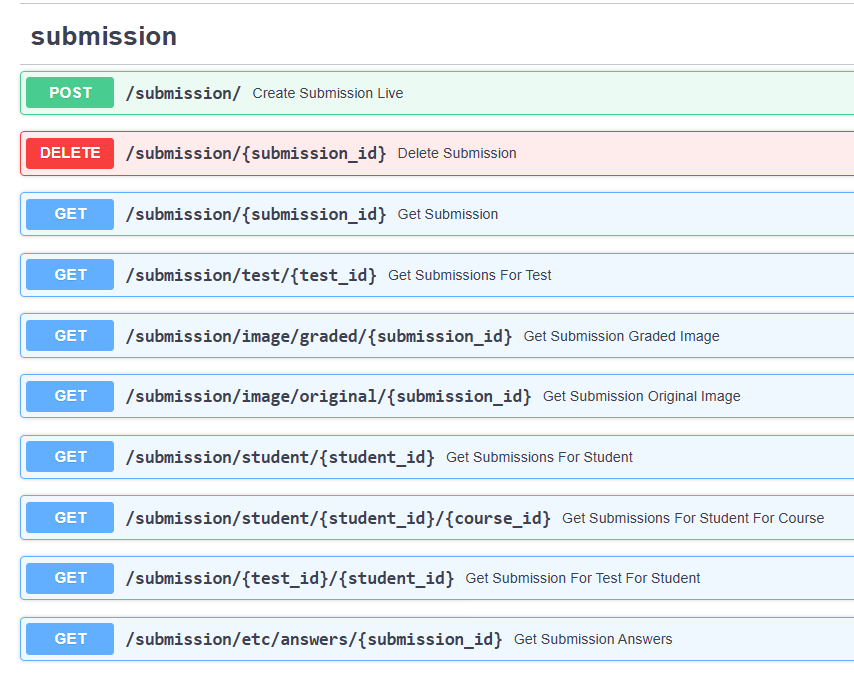 submission
POST /submission/ Create Submission Live
DELETE /submission/{submission_id} Delete Submission
GET /submission/{submission_id} Get Submission
GET /submission/test/{test_id} Get Submissions For Test
GET /submission/image/graded/{submission_id} Get Submission Graded Image
GET /submission/image/original/{submission_id} Get Submission Original Image
GET /submission/student/{student_id} Get Submissions For Student
GET /submission/student/{student_id}/{course_id} Get Submissions For Student For Course
GET /submission/{test_id}/{student_id} Get Submission For Test For Student
GET /submission/etc/answers/{submission_id} Get Submission Answers